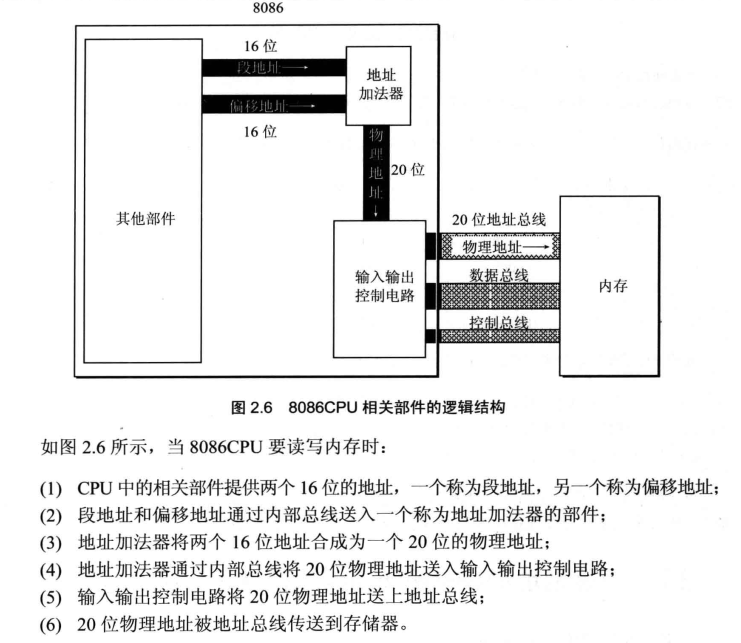 8086
16 位
段地址→
地址
加法器
偏移地址→
16 位
物
理
地
址
↓
20 位
其他部件
20 位地址总线
物理地址→
输入输出
控制电路
数据总线
内存
控制总线
图 2.6 8086CPU 相关部件的逻辑结构
如图 2.6 所示，当 8086CPU 要读写内存时：
(1) CPU 中的相关部件提供两个 16 位的地址，一个称为段地址，另一个称为偏移地址；
(2) 段地址和偏移地址通过内部总线送入一个称为地址加法器的部件；
(3) 地址加法器将两个 16 位地址合成为一个 20 位的物理地址；
(4) 地址加法器通过内部总线将 20 位物理地址送入输入输出控制电路；
(5) 输入输出控制电路将 20 位物理地址送上地址总线；
(6) 20 位物理地址被地址总线传送到存储器。